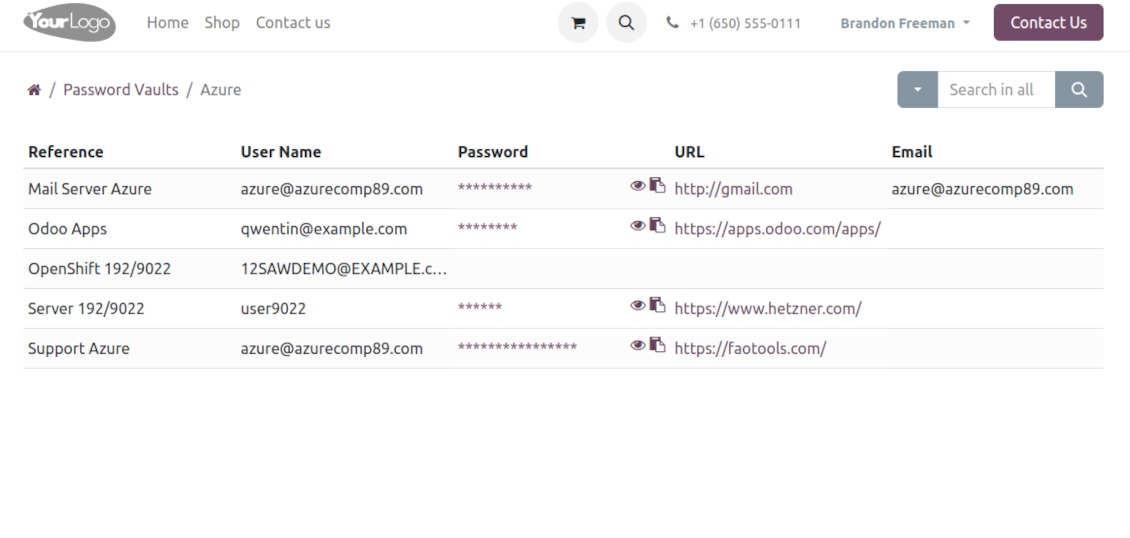 YourLogo Home Shop Contact us +1 (650) 555-0111 Brandon Freeman Contact Us
/ Password Vaults / Azure Search in all
Reference User Name Password URL Email
Mail Server Azure azure@azurecomp89.com ********** http://gmail.com azure@azurecomp89.com
Odoo Apps qwentin@example.com ******** https://apps.odoo.com/apps/
OpenShift 192/9022 12SAWDEMO@EXAMPLE.c...
Server 192/9022 user9022 ****** https://www.hetzner.com/
Support Azure azure@azurecomp89.com **************** https://faotools.com/